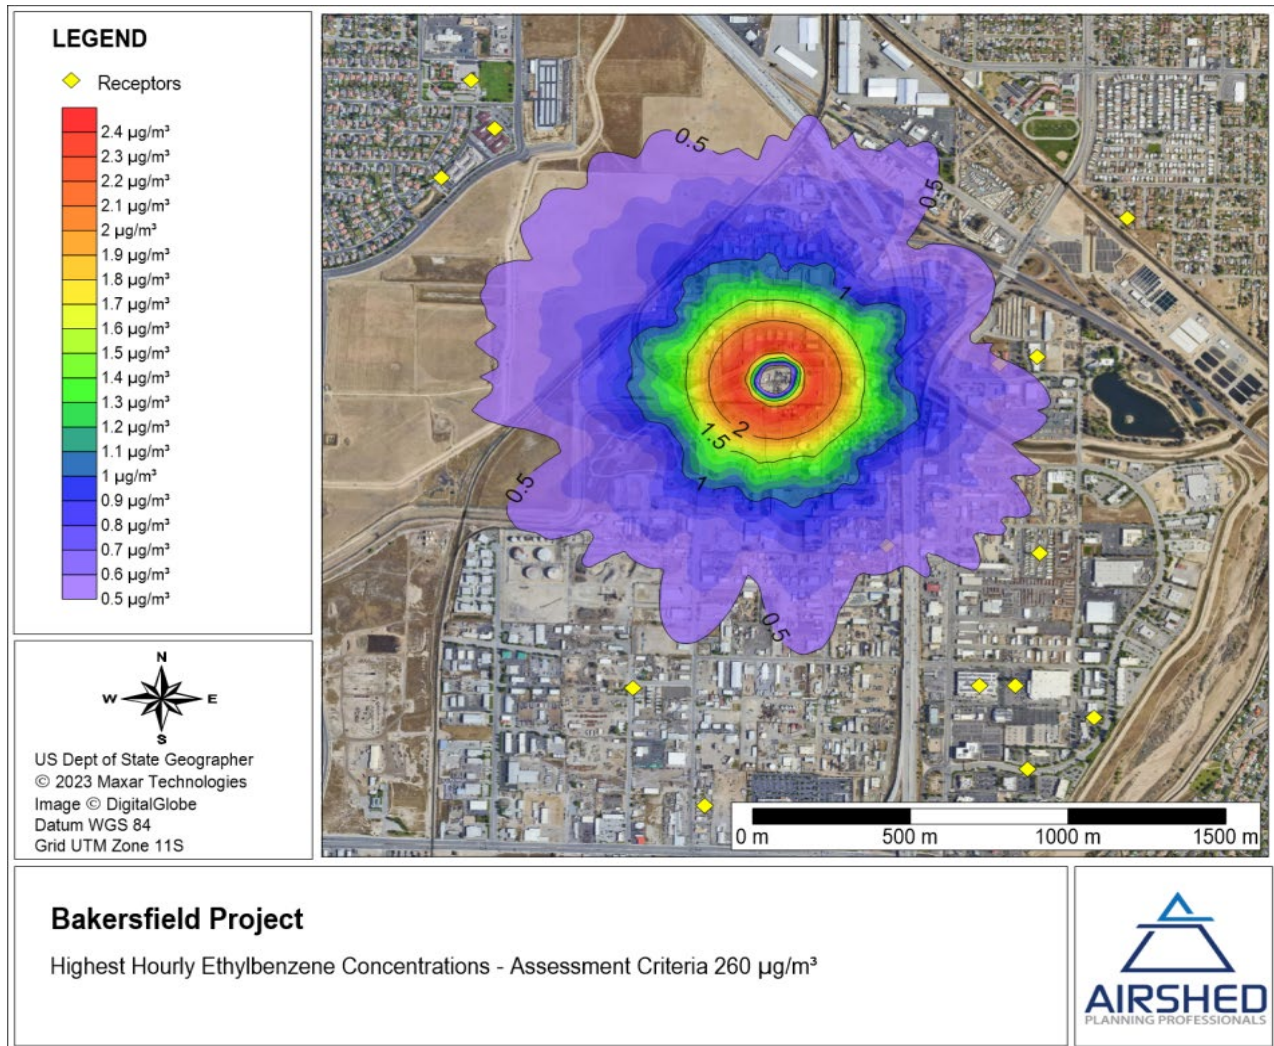 LEGEND
Receptors
2.4 µg/m³
2.3 µg/m³
2.2 µg/m³
2.1 µg/m³
2 µg/m³
1.9 µg/m³
1.8 µg/m³
1.7 µg/m³
1.6 µg/m³
1.5 µg/m³
1.4 µg/m³
1.3 µg/m³
1.2 µg/m³
1.1 µg/m³
1 µg/m³
0.9 µg/m³
0.8 µg/m³
0.7 µg/m³
0.6 µg/m³
0.5 µg/m³
0.5
0.5
1
2
1.5
1
0.5
0.5
N
W E
S
US Dept of State Geographer
© 2023 Maxar Technologies
Image © DigitalGlobe
Datum WGS 84
Grid UTM Zone 11S
0 m 500 m 1000 m 1500 m
Bakersfield Project
Highest Hourly Ethylbenzene Concentrations - Assessment Criteria 260 µg/m³
AIRSHED
PLANNING PROFESSIONALS